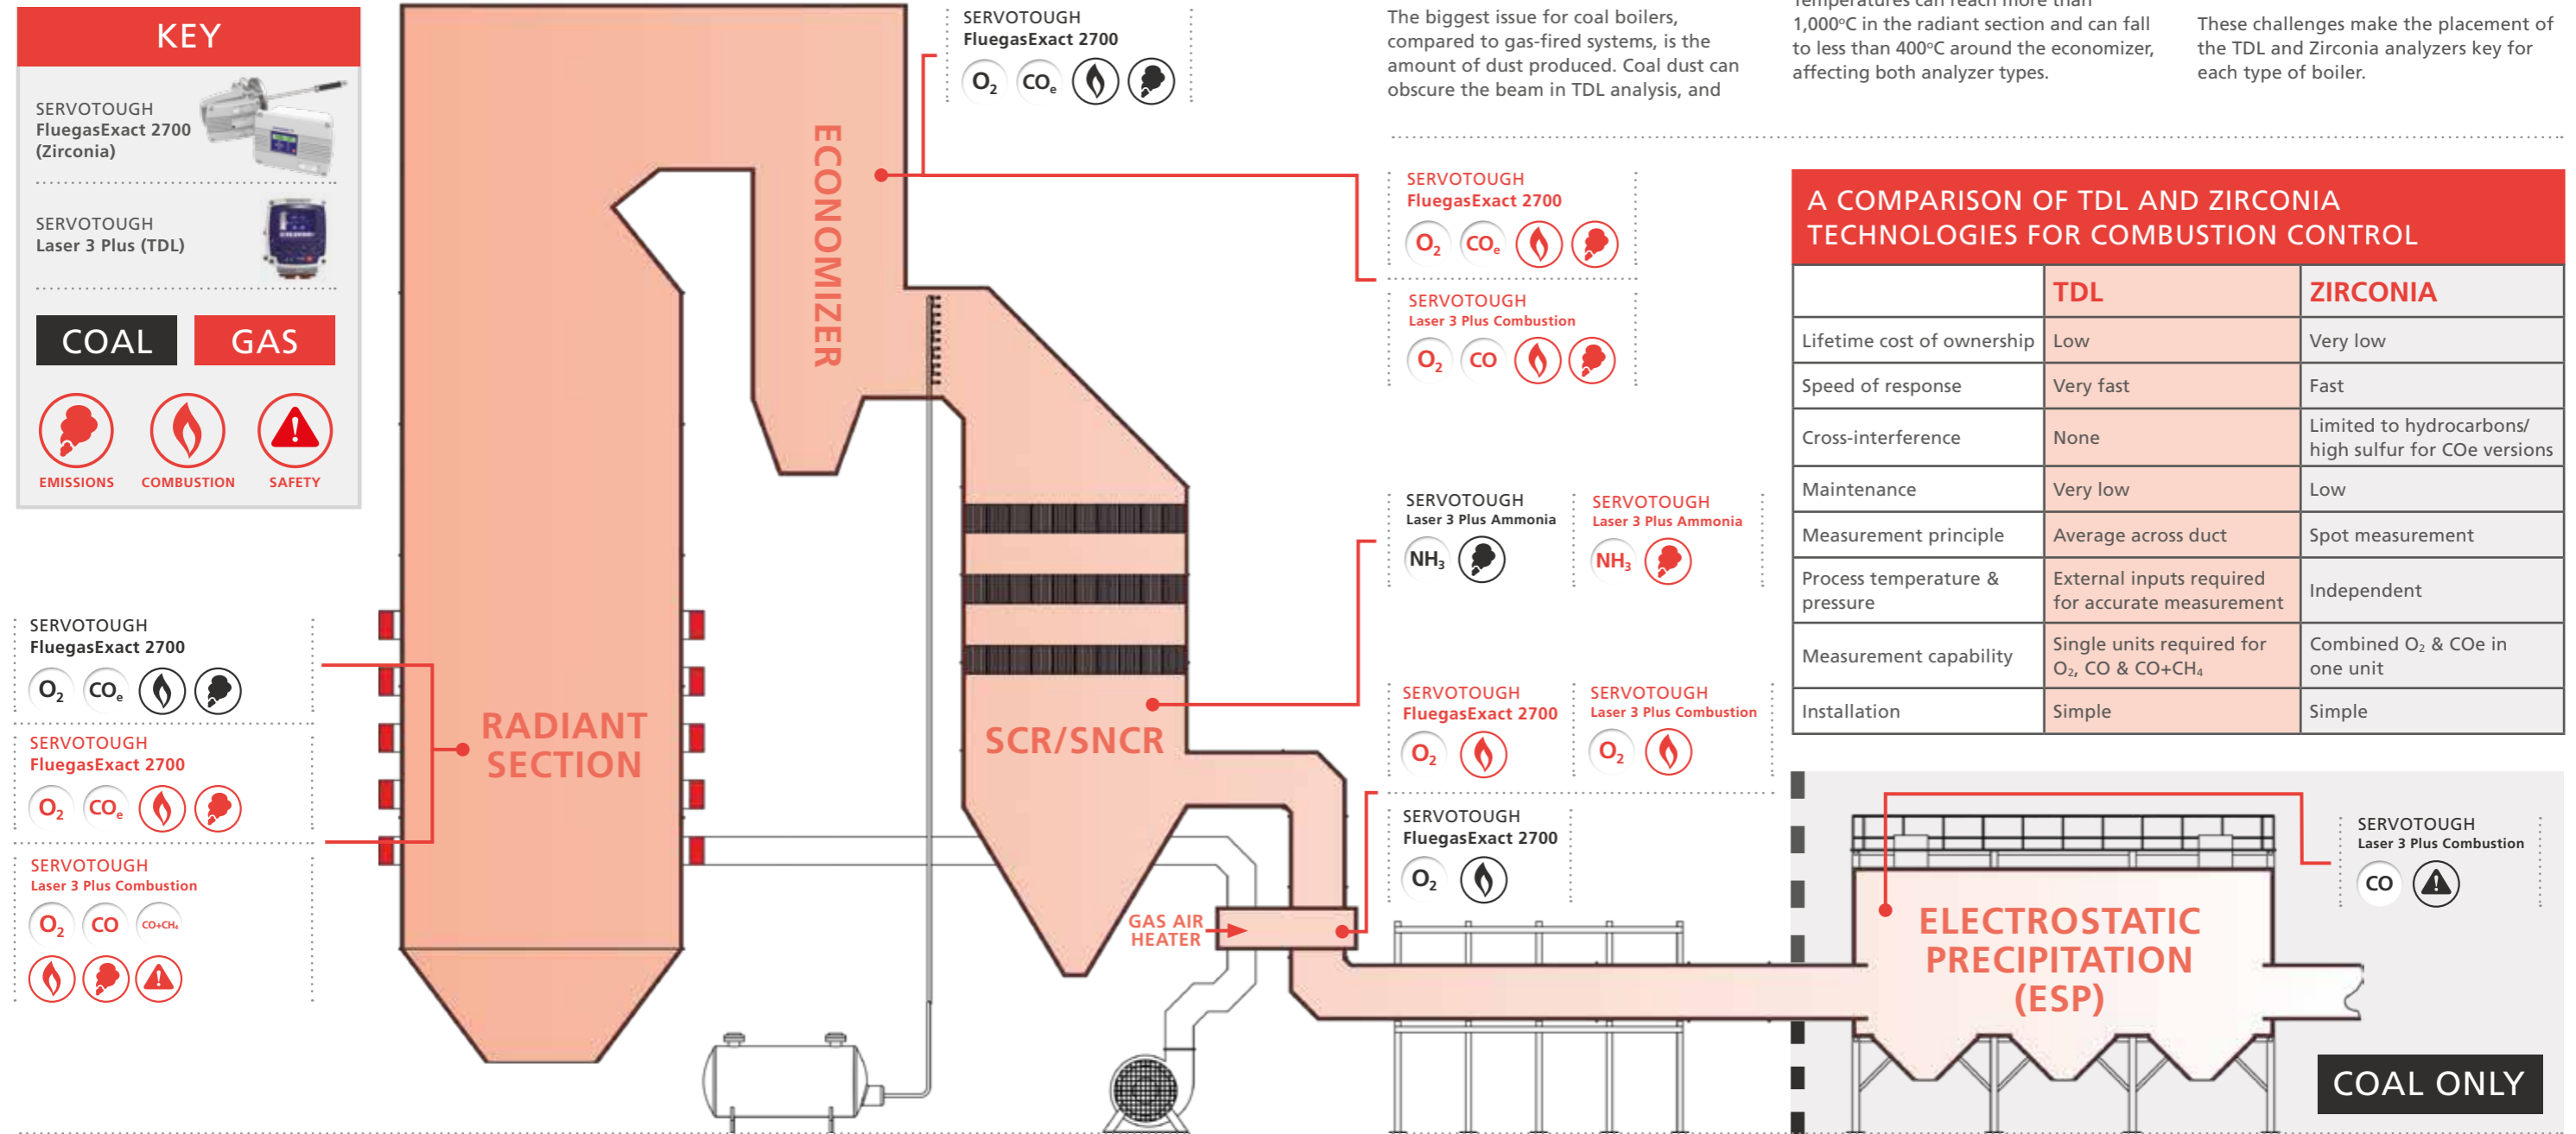 KEY
SERVOTOUGH
FluegasExact 2700
(Zirconia)
SERVOTOUGH
Laser 3 Plus (TDL)
COAL
GAS
EMISSIONS
COMBUSTION
SAFETY
SERVOTOUGH
FluegasExact 2700
O₂ COₑ
SERVOTOUGH
FluegasExact 2700
O₂ COₑ
SERVOTOUGH
Laser 3 Plus Combustion
O₂ CO CO+CH₄
RADIANT
SECTION
ECONOMIZER
SERVOTOUGH
FluegasExact 2700
O₂ COₑ
The biggest issue for coal boilers,
compared to gas-fired systems, is the
amount of dust produced. Coal dust can
obscure the beam in TDL analysis, and
Temperatures can reach more than
1,000ºC in the radiant section and can fall
to less than 400ºC around the economizer,
affecting both analyzer types.
These challenges make the placement of
the TDL and Zirconia analyzers key for
each type of boiler.
SERVOTOUGH
FluegasExact 2700
O₂ COₑ
SERVOTOUGH
Laser 3 Plus Combustion
O₂ CO
SERVOTOUGH
Laser 3 Plus Ammonia
NH₃
SERVOTOUGH
Laser 3 Plus Ammonia
NH₃
SCR/SNCR
SERVOTOUGH
FluegasExact 2700
O₂
SERVOTOUGH
Laser 3 Plus Combustion
O₂
SERVOTOUGH
FluegasExact 2700
O₂
GAS AIR
HEATER
A COMPARISON OF TDL AND ZIRCONIA
TECHNOLOGIES FOR COMBUSTION CONTROL
TDL ZIRCONIA
Lifetime cost of ownership Low Very low
Speed of response Very fast Fast
Cross-interference None Limited to hydrocarbons/
high sulfur for COe versions
Maintenance Very low Low
Measurement principle Average across duct Spot measurement
Process temperature & External inputs required Independent
pressure for accurate measurement
Measurement capability Single units required for Combined O₂ & COe in
O₂, CO & CO+CH₄ one unit
Installation Simple Simple
SERVOTOUGH
Laser 3 Plus Combustion
CO
ELECTROSTATIC
PRECIPITATION
(ESP)
COAL ONLY